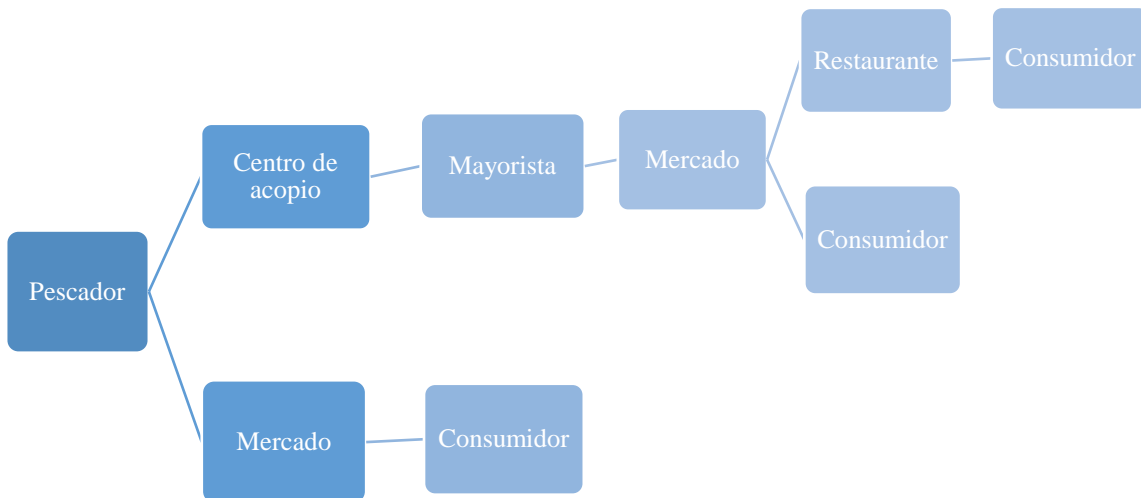 Restaurante
Consumidor
Centro de
acopio
Mayorista
Mercado
Consumidor
Pescador
Mercado
Consumidor